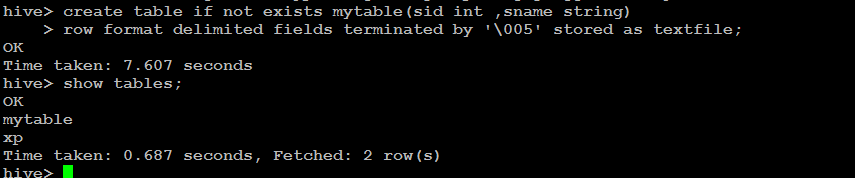 hive> create table if not exists mytable(sid int ,sname string)
    > row format delimited fields terminated by '\005' stored as textfile;
OK
Time taken: 7.607 seconds
hive> show tables;
OK
mytable
xp
Time taken: 0.687 seconds, Fetched: 2 row(s)
hive>